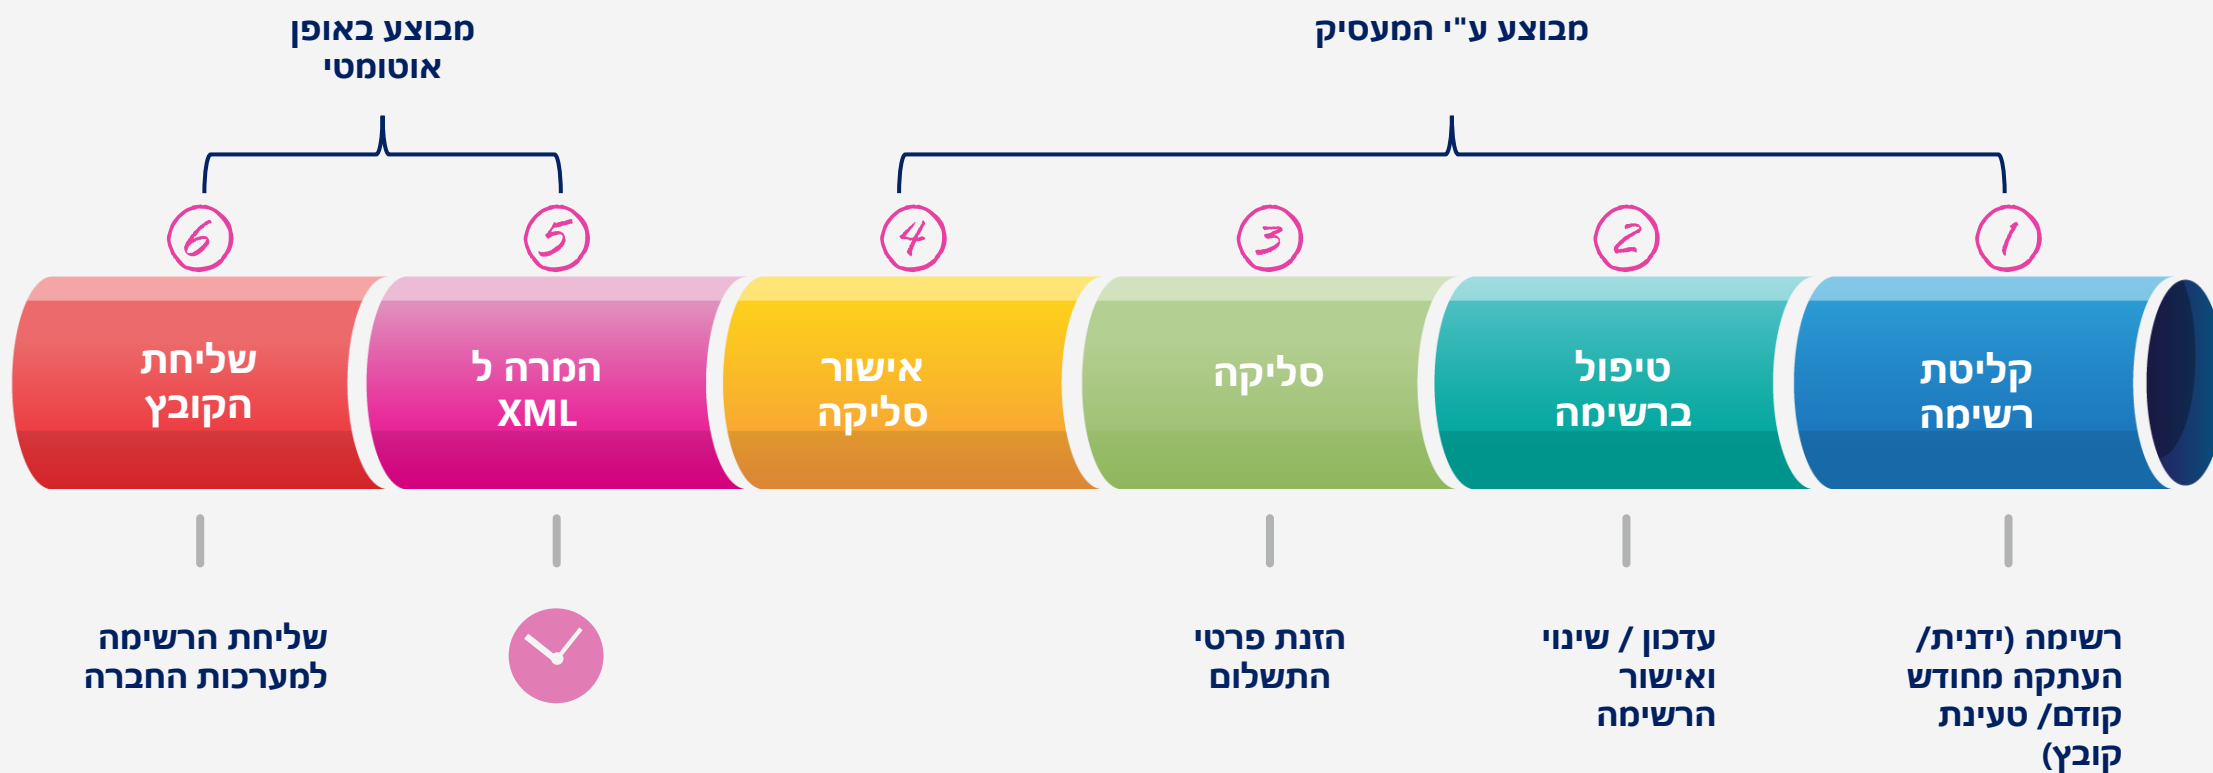 מבוצע ע"י המעסיק
מבוצע באופן
אוטומטי
1
2
3
4
5
6
קליטת
רשימה
טיפול
ברשימה
סליקה
אישור
סליקה
המרה ל
XML
שליחת
הקובץ
רשימה (ידנית/
העתקה מחודש
קודם/ טעינת
קובץ)
עדכון / שינוי
ואישור
הרשימה
הזנת פרטי
התשלום
שליחת הרשימה
למערכות החברה